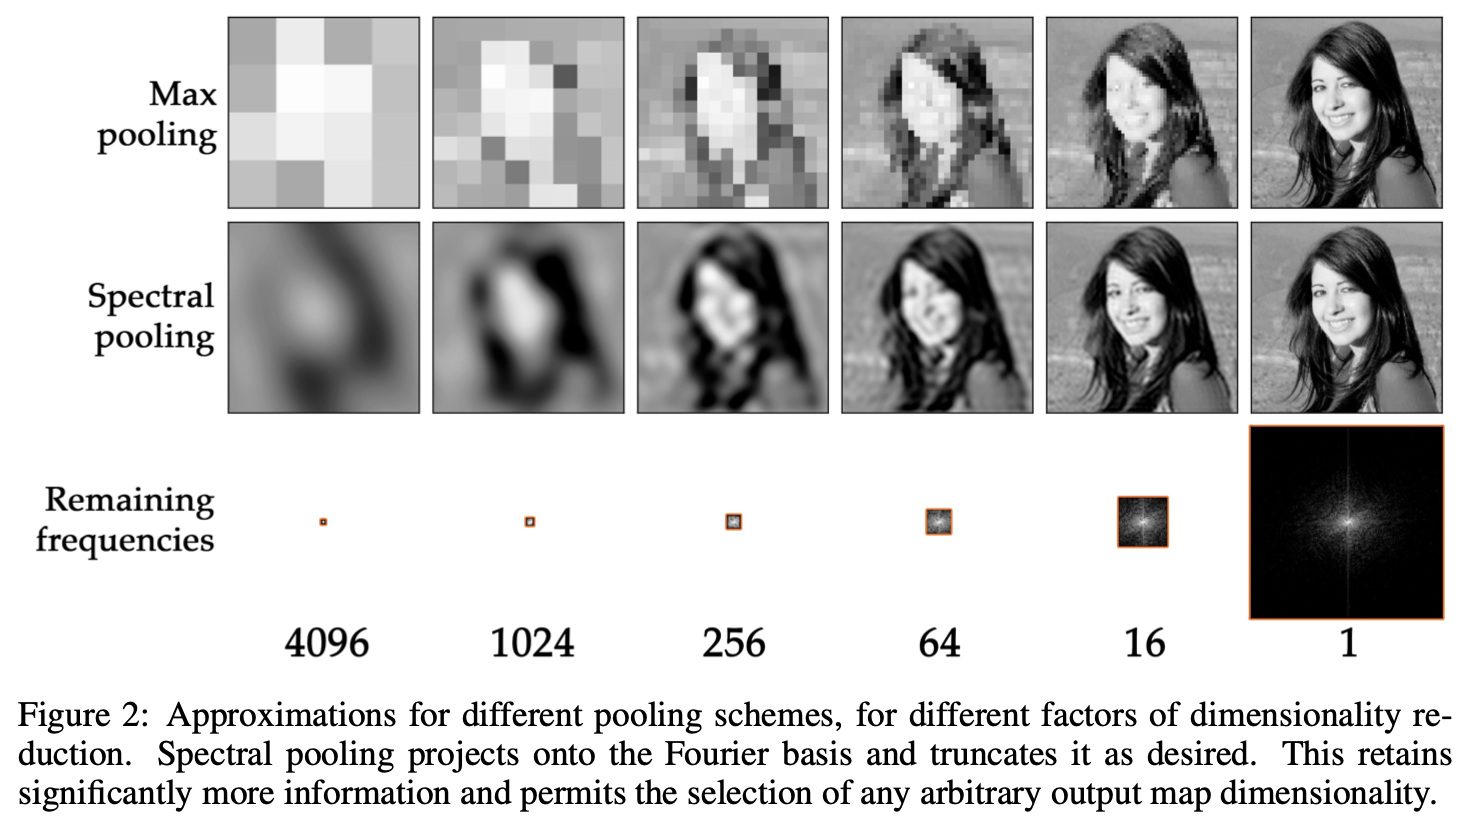 Max
pooling
Spectral
pooling
Remaining
frequencies
4096 1024 256 64 16 1
Figure 2: Approximations for different pooling schemes, for different factors of dimensionality re-
duction. Spectral pooling projects onto the Fourier basis and truncates it as desired. This retains
significantly more information and permits the selection of any arbitrary output map dimensionality.